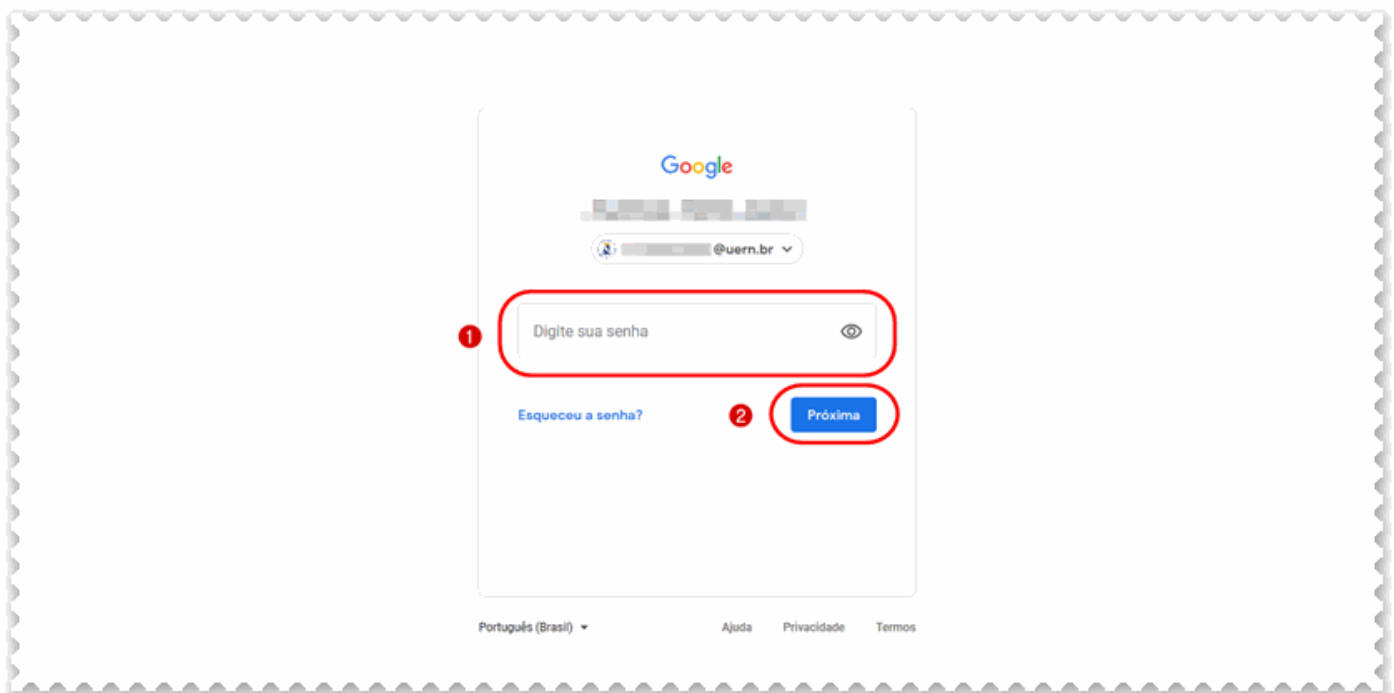 Google
@uern.br
1
Digite sua senha
Esqueceu a senha?
2
Próxima
Português (Brasil)
Ajuda
Privacidade
Termos